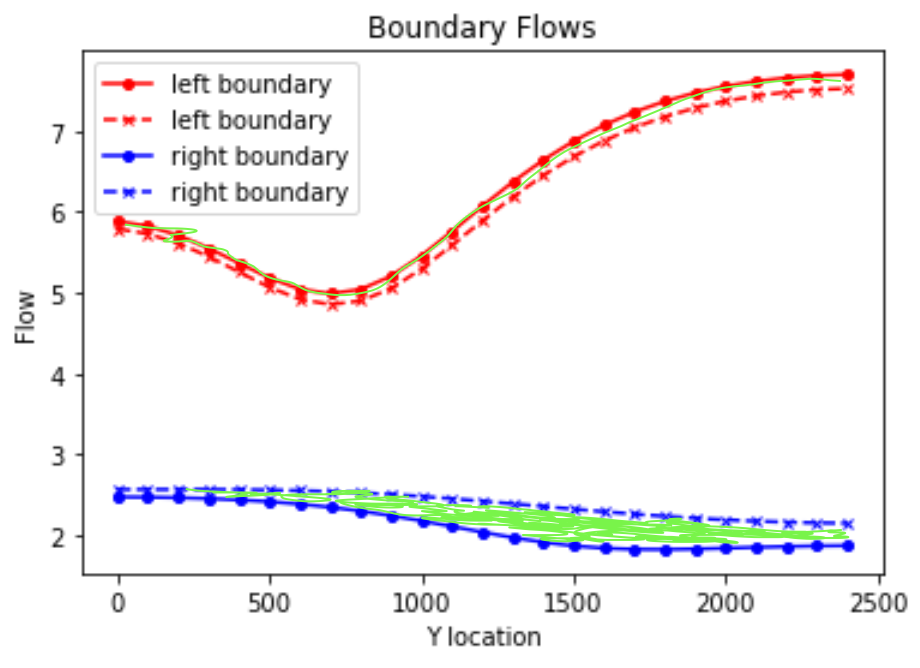 Boundary Flows
left boundary
left boundary
right boundary
right boundary
7
6
5
4
3
2
Flow
0 500 1000 1500 2000 2500
Y location